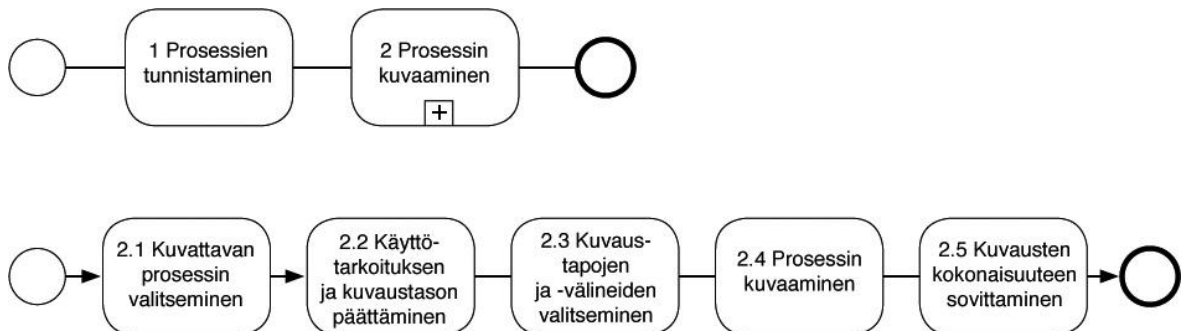 1 Prosessien
tunnistaminen
2 Prosessin
kuvaaminen
+
2.1 Kuvattavan
prosessin
valitseminen
2.2 Käyttö-
tarkoituksen
ja kuvaustason
päättäminen
2.3 Kuvaus-
tapojen
ja -välineiden
valitseminen
2.4 Prosessin
kuvaaminen
2.5 Kuvausten
kokonaisuuteen
sovittaminen